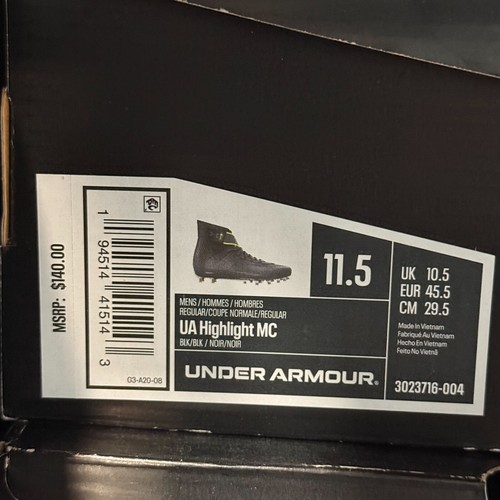 MSRP: $140.00
1 94514 41514 3
G3-A20-08
MENS / HOMMES / HOMBRES
REGULAR/COUPE NORMALE/REGULAR
UA Highlight MC
BLK/BLK / NOIR/NOIR
UNDER ARMOUR®
11.5
UK 10.5
EUR 45.5
CM 29.5
Made in Vietnam
Fabriqué Au Vietnam
Hecho En Vietnam
Feito No Vietnã
3023716-004